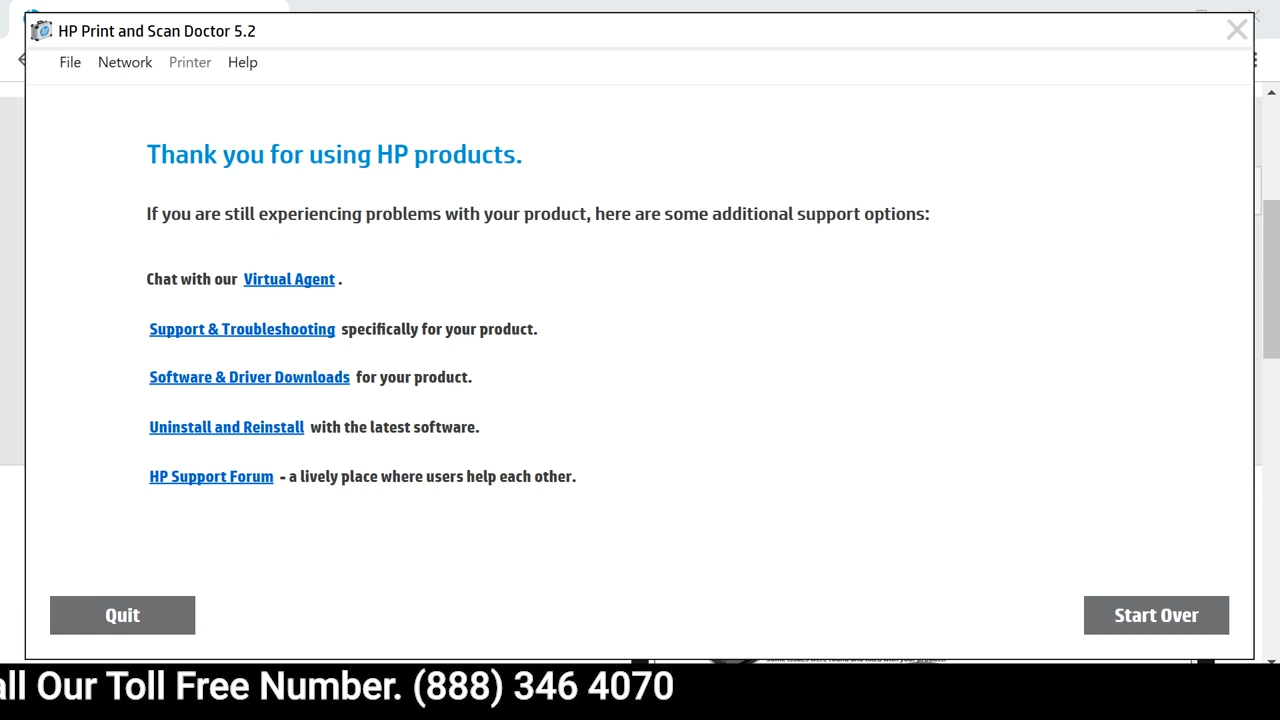 HP Print and Scan Doctor 5.2
File Network Printer Help
Thank you for using HP products.
If you are still experiencing problems with your product, here are some additional support options:
Chat with our Virtual Agent .
Support & Troubleshooting specifically for your product.
Software & Driver Downloads for your product.
Uninstall and Reinstall with the latest software.
HP Support Forum - a lively place where users help each other.
Quit
Start Over
all Our Toll Free Number. (888) 346 4070